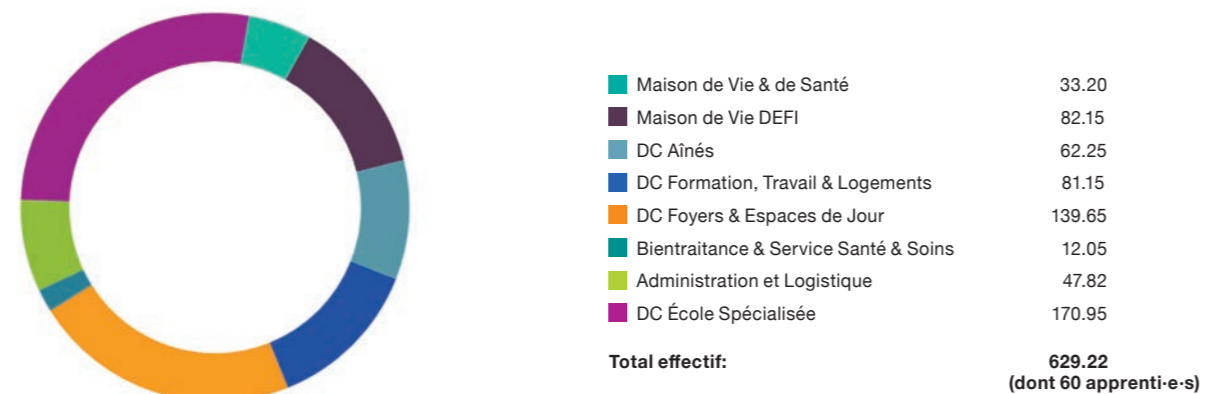 Maison de Vie & de Santé 33.20
Maison de Vie DEFI 82.15
DC Aînés 62.25
DC Formation, Travail & Logements 81.15
DC Foyers & Espaces de Jour 139.65
Bientraitance & Service Santé & Soins 12.05
Administration et Logistique 47.82
DC École Spécialisée 170.95
Total effectif: 629.22
(dont 60 apprenti·e·s)